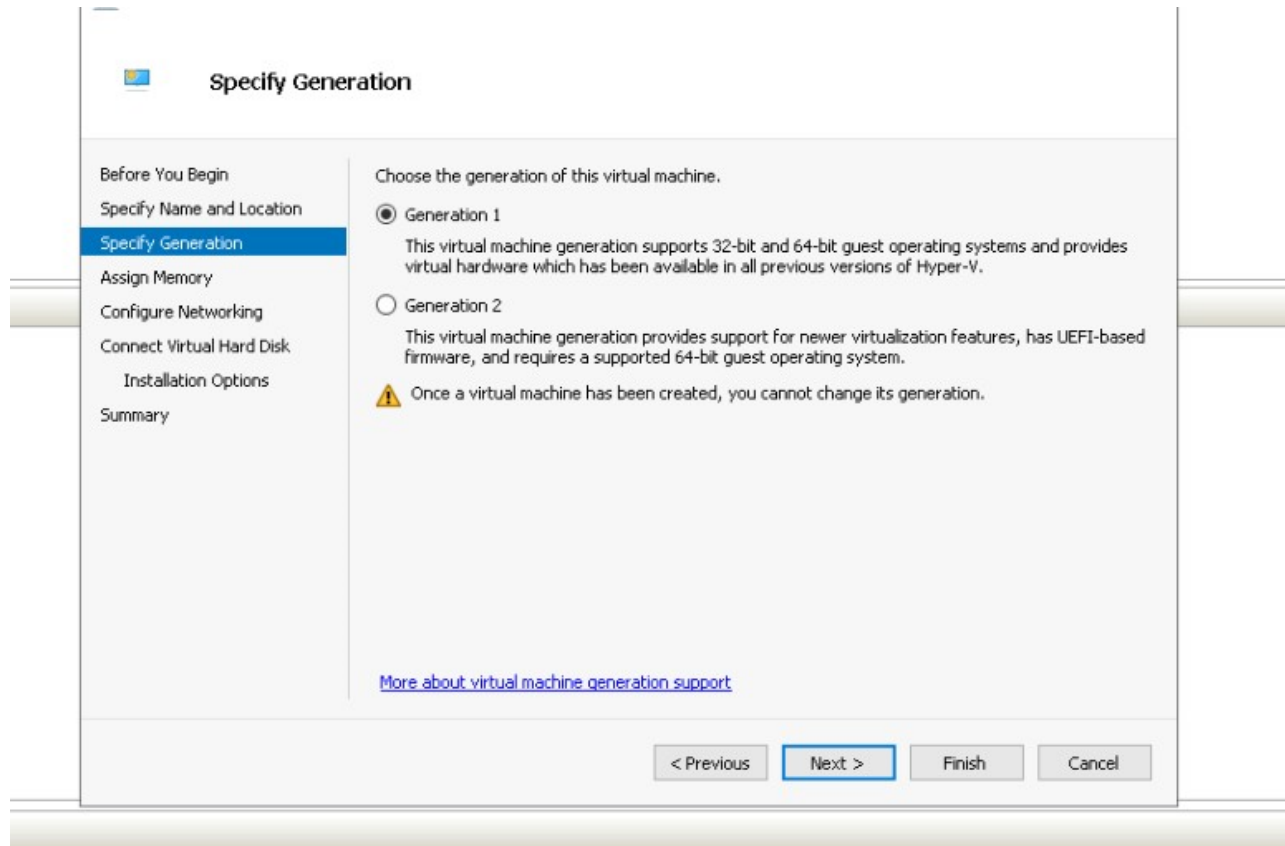 Specify Generation
Before You Begin
Specify Name and Location
Specify Generation
Assign Memory
Configure Networking
Connect Virtual Hard Disk
Installation Options
Summary
Choose the generation of this virtual machine.
Generation 1
This virtual machine generation supports 32-bit and 64-bit guest operating systems and provides
virtual hardware which has been available in all previous versions of Hyper-V.
Generation 2
This virtual machine generation provides support for newer virtualization features, has UEFI-based
firmware, and requires a supported 64-bit guest operating system.
Once a virtual machine has been created, you cannot change its generation.
More about virtual machine generation support
< Previous
Next >
Finish
Cancel